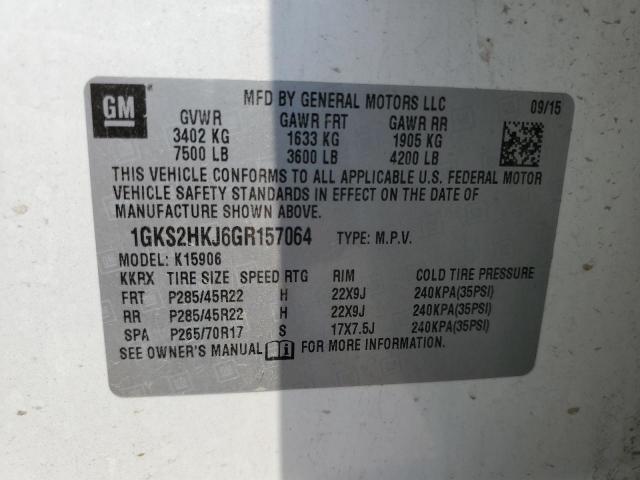 GM
MFD BY GENERAL MOTORS LLC 09/15
GVWR GAWR FRT GAWR RR
3402 KG 1633 KG 1905 KG
7500 LB 3600 LB 4200 LB
THIS VEHICLE CONFORMS TO ALL APPLICABLE U.S. FEDERAL MOTOR
VEHICLE SAFETY STANDARDS IN EFFECT ON THE DATE OF
MANUFACTURE SHOWN ABOVE.
1GKS2HKJ6GR157064 TYPE: M.P.V.
MODEL: K15906
KKRX TIRE SIZE SPEED RTG RIM COLD TIRE PRESSURE
FRT P285/45R22 H 22X9J 240KPA(35PSI)
RR P285/45R22 H 22X9J 240KPA(35PSI)
SPA P265/70R17 S 17X7.5J 240KPA(35PSI)
SEE OWNER'S MANUAL FOR MORE INFORMATION.